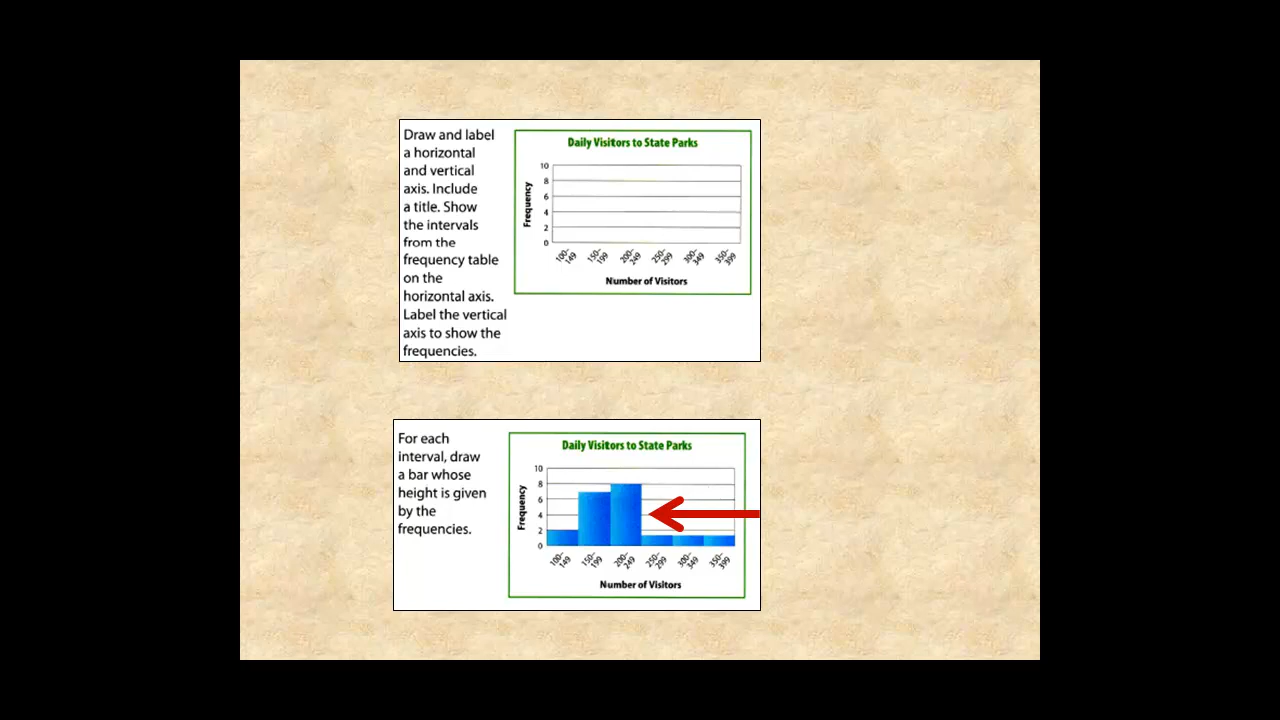 Draw and label
a horizontal
and vertical
axis. Include
a title. Show
the intervals
from the
frequency table
on the
horizontal axis.
Label the vertical
axis to show the
frequencies.
Daily Visitors to State Parks
10
8
6
4
2
0
Frequency
100–149
150–199
200–249
250–299
300–349
350–399
Number of Visitors
For each
interval, draw
a bar whose
height is given
by the
frequencies.
Daily Visitors to State Parks
10
8
6
4
2
0
Frequency
100–149
150–199
200–249
250–299
300–349
350–399
Number of Visitors